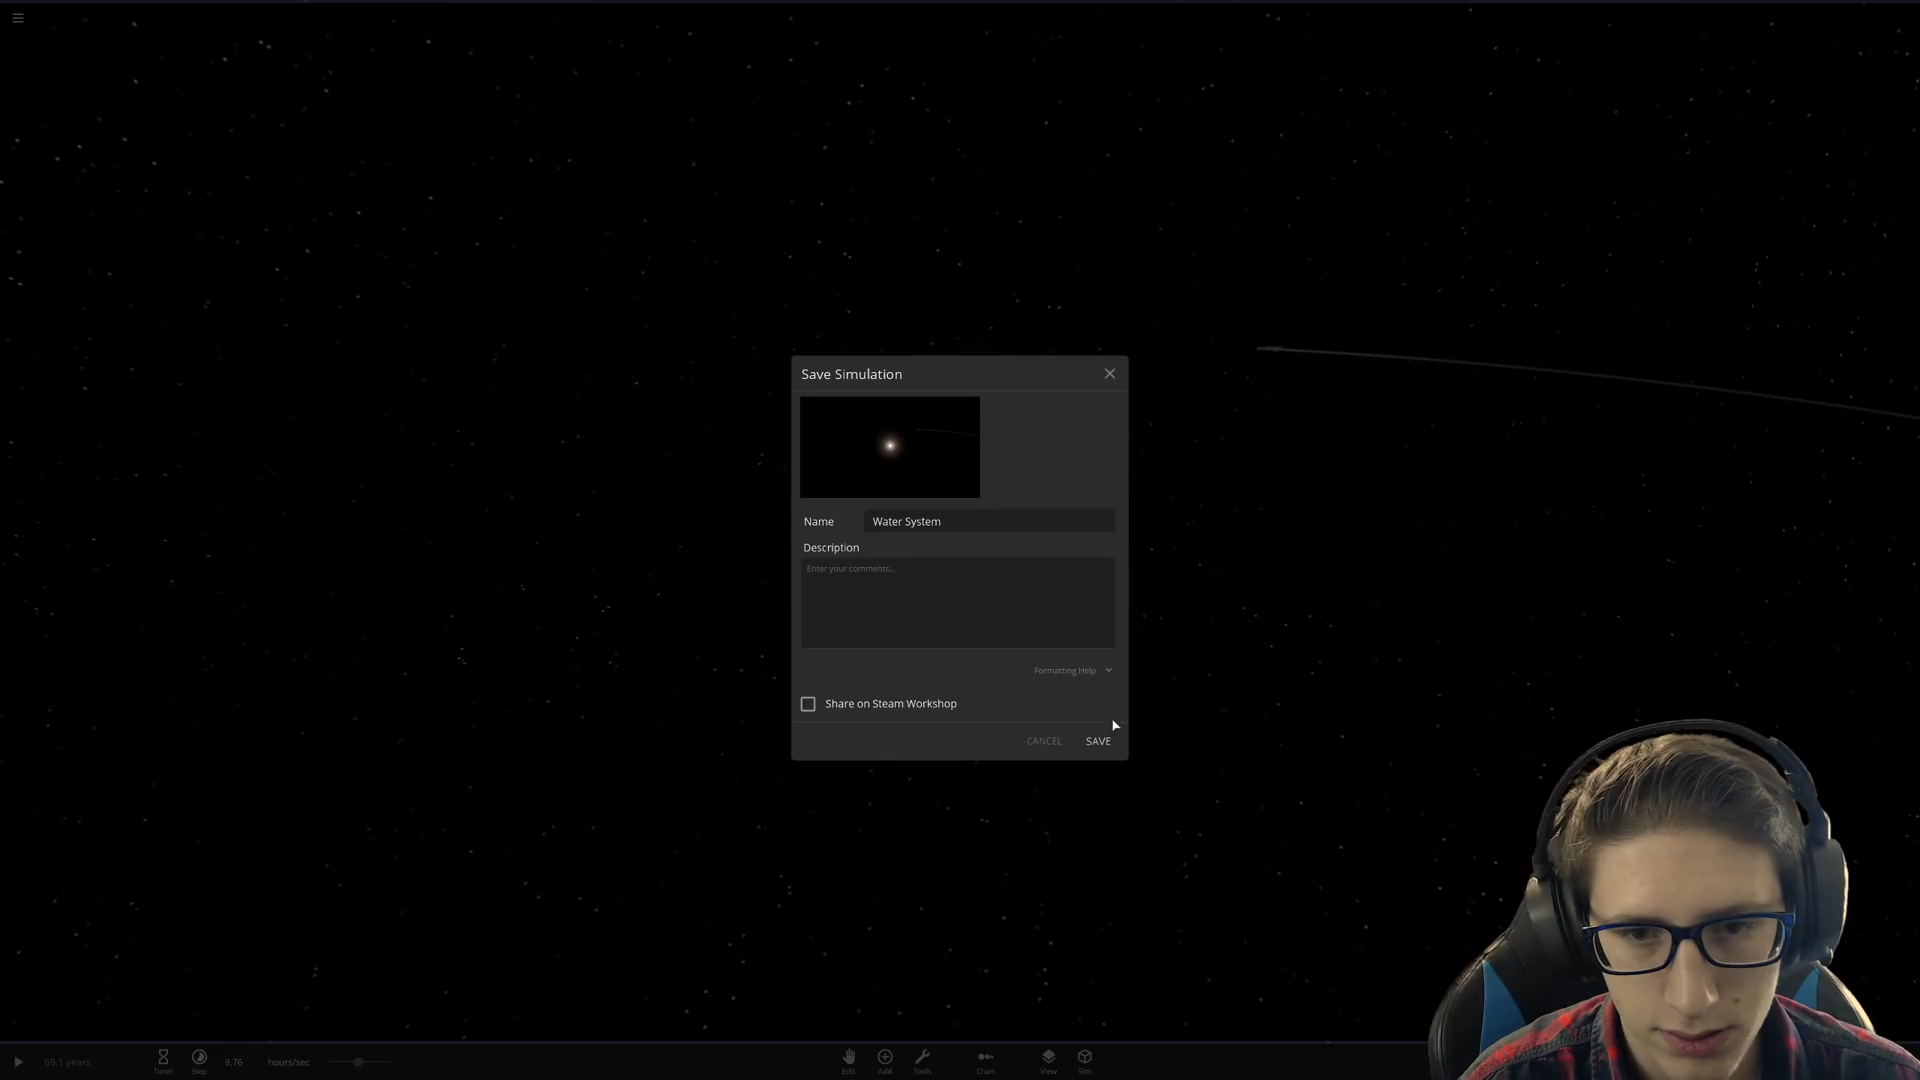 Save Simulation
Name
Water System
Description
Enter your comments...
Formatting Help
Share on Steam Workshop
CANCEL
SAVE
69.1 years
Timer
Step
9.76
hours/sec
Edit
Add
Tools
Chart
View
Sim